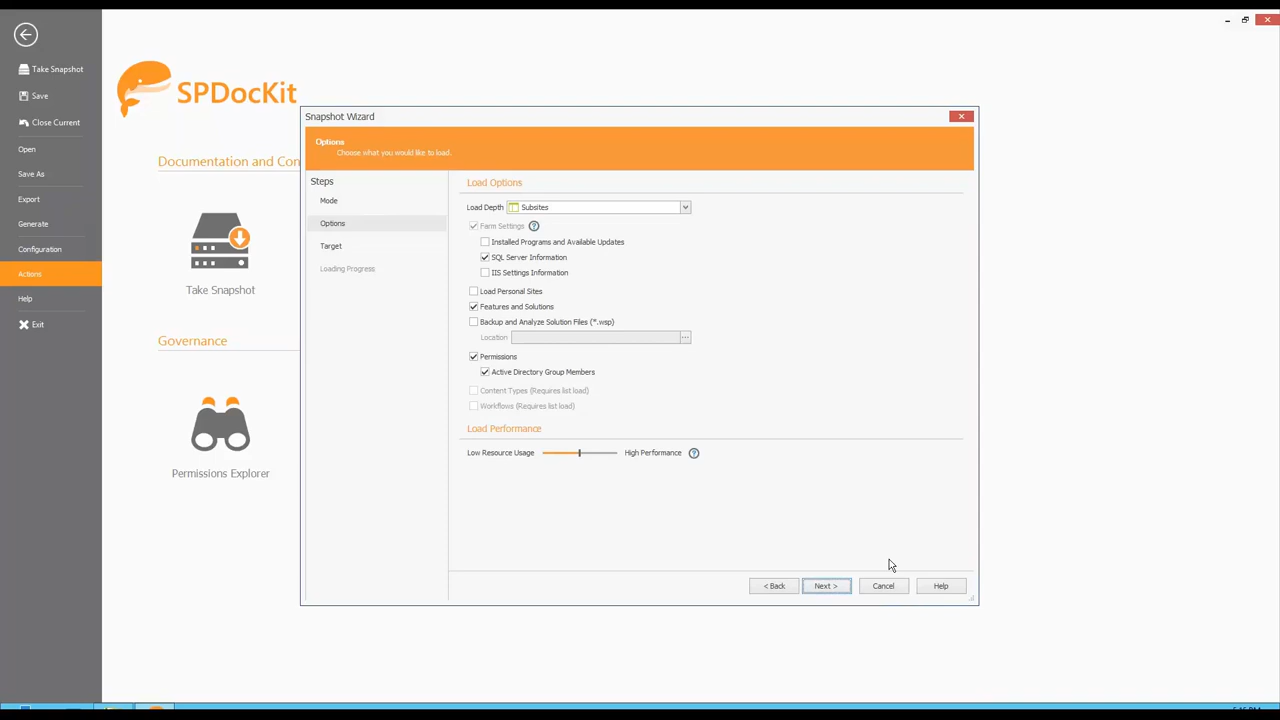 Take Snapshot
Save
Close Current
Open
Save As
Export
Generate
Configuration
Actions
Help
Exit
SPDocKit
Documentation and Con
Take Snapshot
Governance
Permissions Explorer
Snapshot Wizard
Options
Choose what you would like to load.
Steps
Mode
Options
Target
Loading Progress
Load Options
Load Depth Subsites
Farm Settings ?
Installed Programs and Available Updates
SQL Server Information
IIS Settings Information
Load Personal Sites
Features and Solutions
Backup and Analyze Solution Files (*.wsp)
Location ...
Permissions
Active Directory Group Members
Content Types (Requires list load)
Workflows (Requires list load)
Load Performance
Low Resource Usage High Performance ?
< Back Next > Cancel Help